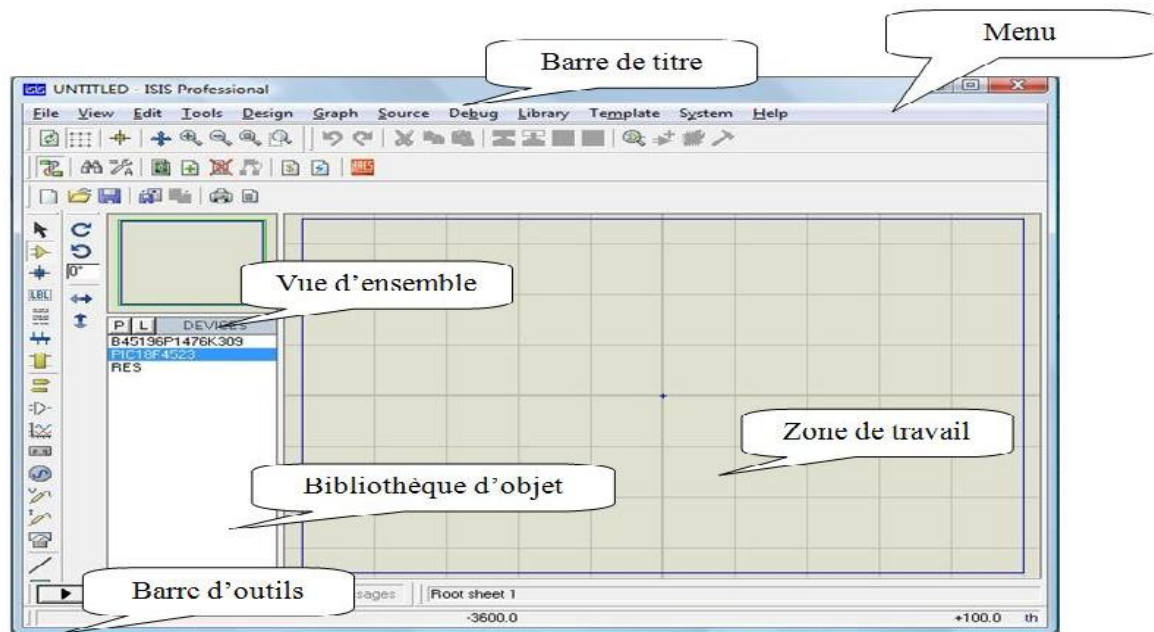 Menu
Barre de titre
UNTITLED - ISIS Professional
File View Edit Tools Design Graph Source Debug Library Template System Help
ARES
0°
LBL
Vue d'ensemble
P L DEVICES
B45196P1476K309
PIC18F4523
RES
Zone de travail
Bibliothèque d'objet
Barre d'outils
Root sheet 1
-3600.0 +100.0 th